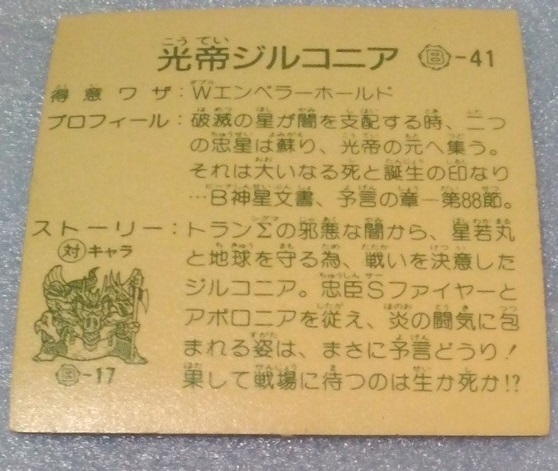 光帝ジルコニア B-41
得意ワザ：Wエンペラーホールド
プロフィール：破滅の星が闇を支配する時、二つ
の忠星は蘇り、光帝の元へ集う。
それは大いなる死と誕生の印なり
…B神星文書、予言の章―第88節。
ストーリー：トランΣの邪悪な闇から、星若丸
と地球を守る為、戦いを決意した
ジルコニア。忠臣Sファイヤーと
アポロニアを従え、炎の闘気に包
まれる姿は、まさに予言どうり！
果して戦場に待つのは生か死か!?
対キャラ
-17